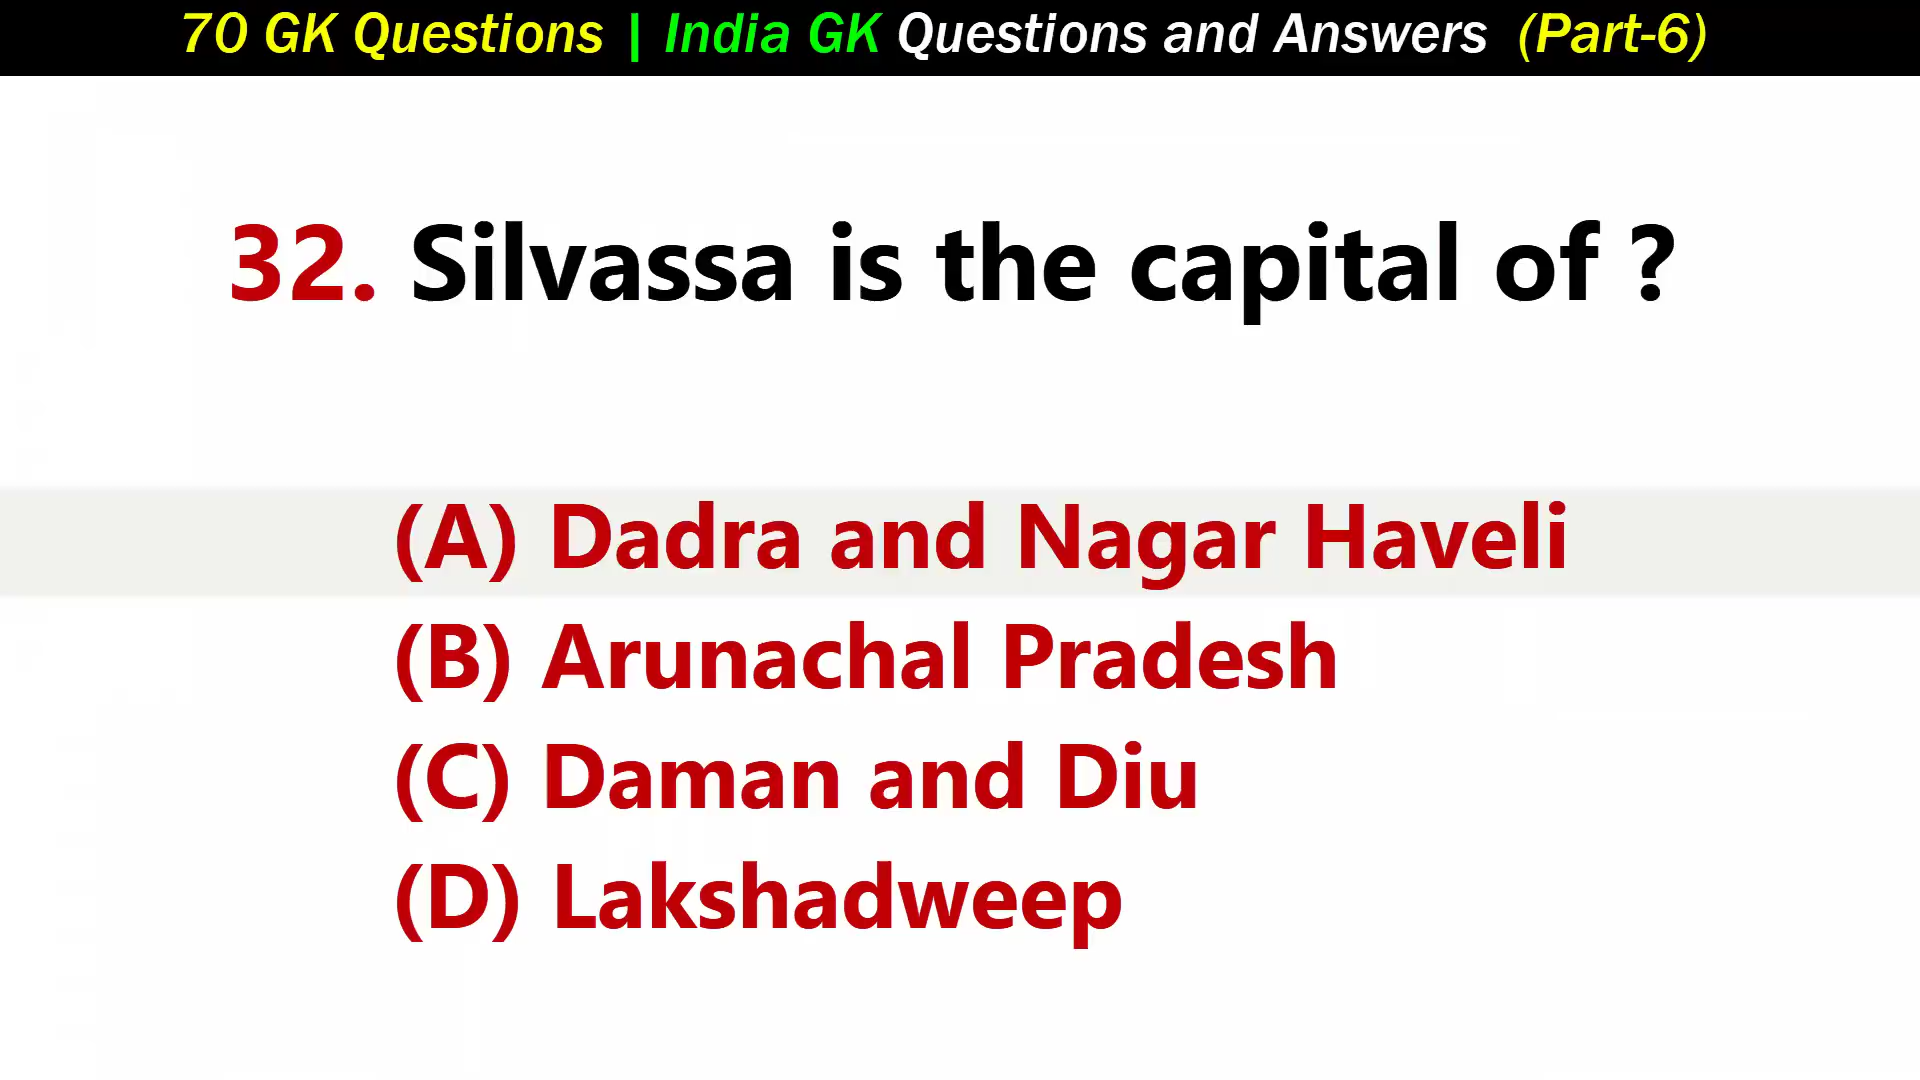 70 GK Questions | India GK Questions and Answers (Part-6)
32. Silvassa is the capital of ?
(A) Dadra and Nagar Haveli
(B) Arunachal Pradesh
(C) Daman and Diu
(D) Lakshadweep